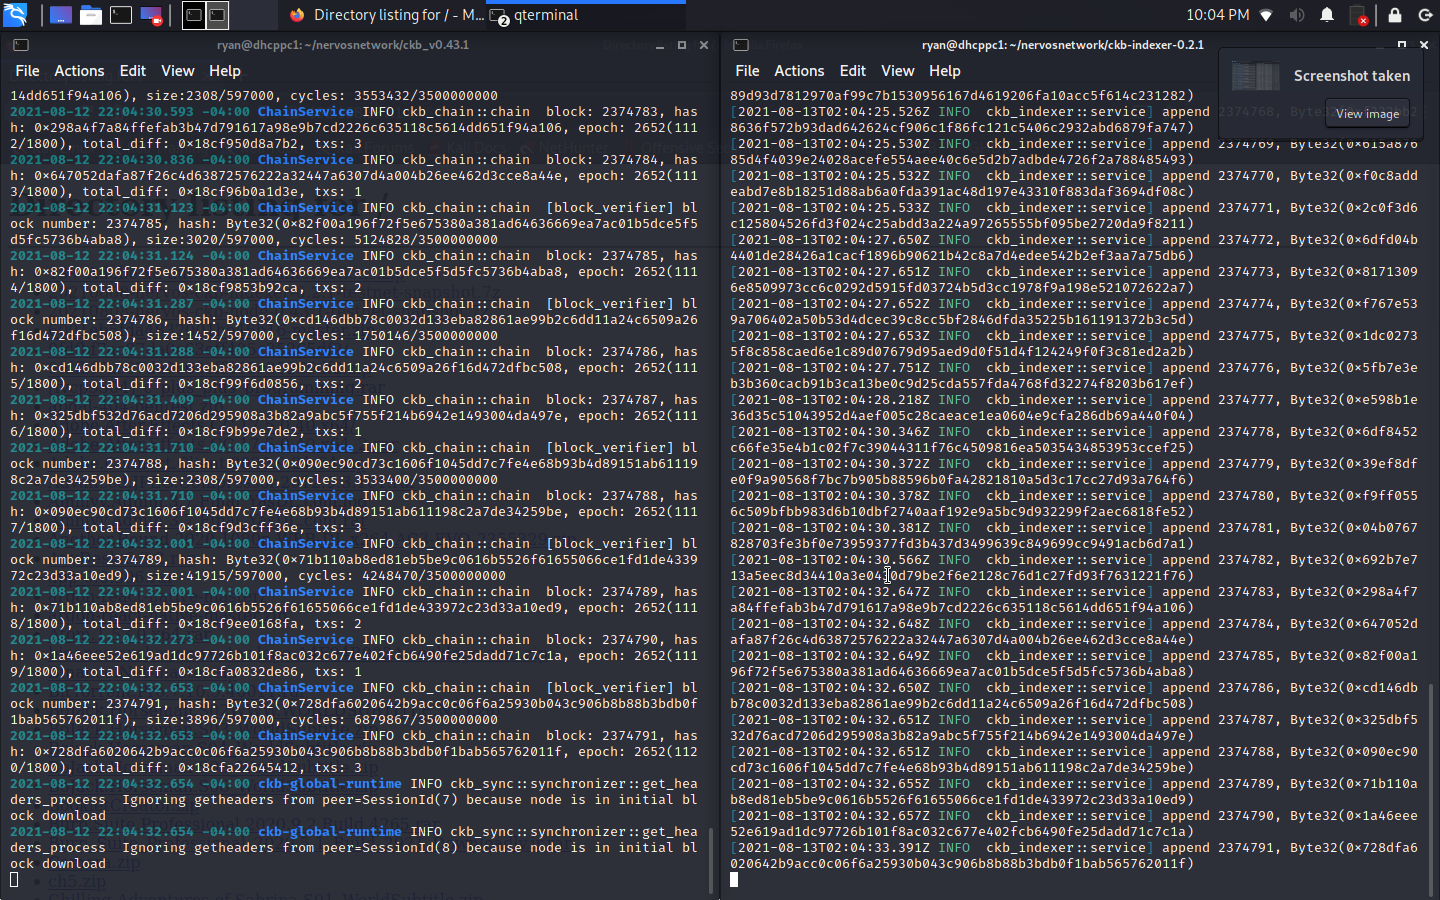 Directory listing for / - M...
2
qterminal
10:04 PM
ryan@dhcppc1: ~/nervosnetwork/ckb_v0.43.1
File Actions Edit View Help
14dd651f94a106), size:2308/597000, cycles: 3553432/3500000000
2021-08-12 22:04:30.593 -04:00 ChainService INFO ckb_chain::chain  block: 2374783, has
h: 0×298a4f7a84ffefab3b47d791617a98e9b7cd2226c635118c5614dd651f94a106, epoch: 2652(111
2/1800), total_diff: 0×18cf950d8a7b2, txs: 3
2021-08-12 22:04:30.836 -04:00 ChainService INFO ckb_chain::chain  block: 2374784, has
h: 0×647052dafa87f26c4d63872576222a32447a6307d4a004b26ee462d3cce8a44e, epoch: 2652(111
3/1800), total_diff: 0×18cf96b0a1d3e, txs: 1
2021-08-12 22:04:31.123 -04:00 ChainService INFO ckb_chain::chain  [block_verifier] bl
ock number: 2374785, hash: Byte32(0×82f00a196f72f5e675380a381ad64636669ea7ac01b5dce5f5
d5fc5736b4aba8), size:3020/597000, cycles: 5124828/3500000000
2021-08-12 22:04:31.124 -04:00 ChainService INFO ckb_chain::chain  block: 2374785, has
h: 0×82f00a196f72f5e675380a381ad64636669ea7ac01b5dce5f5d5fc5736b4aba8, epoch: 2652(111
4/1800), total_diff: 0×18cf9853b92ca, txs: 2
2021-08-12 22:04:31.287 -04:00 ChainService INFO ckb_chain::chain  [block_verifier] bl
ock number: 2374786, hash: Byte32(0×cd146dbb78c0032d133eba82861ae99b2c6dd11a24c6509a26
f16d472dfbc508), size:1452/597000, cycles: 1750146/3500000000
2021-08-12 22:04:31.288 -04:00 ChainService INFO ckb_chain::chain  block: 2374786, has
h: 0×cd146dbb78c0032d133eba82861ae99b2c6dd11a24c6509a26f16d472dfbc508, epoch: 2652(111
5/1800), total_diff: 0×18cf99f6d0856, txs: 2
2021-08-12 22:04:31.409 -04:00 ChainService INFO ckb_chain::chain  block: 2374787, has
h: 0×325dbf532d76acd7206d295908a3b82a9abc5f755f214b6942e1493004da497e, epoch: 2652(111
6/1800), total_diff: 0×18cf9b99e7de2, txs: 1
2021-08-12 22:04:31.710 -04:00 ChainService INFO ckb_chain::chain  [block_verifier] bl
ock number: 2374788, hash: Byte32(0×090ec90cd73c1606f1045dd7c7fe4e68b93b4d89151ab61119
8c2a7de34259be), size:2308/597000, cycles: 3533400/3500000000
2021-08-12 22:04:31.710 -04:00 ChainService INFO ckb_chain::chain  block: 2374788, has
h: 0×090ec90cd73c1606f1045dd7c7fe4e68b93b4d89151ab611198c2a7de34259be, epoch: 2652(111
7/1800), total_diff: 0×18cf9d3cff36e, txs: 3
2021-08-12 22:04:32.001 -04:00 ChainService INFO ckb_chain::chain  [block_verifier] bl
ock number: 2374789, hash: Byte32(0×71b110ab8ed81eb5be9c0616b5526f61655066ce1fd1de4339
72c23d33a10ed9), size:41915/597000, cycles: 4248470/3500000000
2021-08-12 22:04:32.001 -04:00 ChainService INFO ckb_chain::chain  block: 2374789, has
h: 0×71b110ab8ed81eb5be9c0616b5526f61655066ce1fd1de433972c23d33a10ed9, epoch: 2652(111
8/1800), total_diff: 0×18cf9ee0168fa, txs: 2
2021-08-12 22:04:32.273 -04:00 ChainService INFO ckb_chain::chain  block: 2374790, has
h: 0×1a46eee52e619ad1dc97726b101f8ac032c677e402fcb6490fe25dadd71c7c1a, epoch: 2652(111
9/1800), total_diff: 0×18cfa0832de86, txs: 1
2021-08-12 22:04:32.653 -04:00 ChainService INFO ckb_chain::chain  [block_verifier] bl
ock number: 2374791, hash: Byte32(0×728dfa6020642b9acc0c06f6a25930b043c906b8b88b3bdb0f
1bab565762011f), size:3896/597000, cycles: 6879867/3500000000
2021-08-12 22:04:32.653 -04:00 ChainService INFO ckb_chain::chain  block: 2374791, has
h: 0×728dfa6020642b9acc0c06f6a25930b043c906b8b88b3bdb0f1bab565762011f, epoch: 2652(112
0/1800), total_diff: 0×18cfa22645412, txs: 3
2021-08-12 22:04:32.654 -04:00 ckb-global-runtime INFO ckb_sync::synchronizer::get_hea
ders_process  Ignoring getheaders from peer=SessionId(7) because node is in initial bl
ock download
2021-08-12 22:04:32.654 -04:00 ckb-global-runtime INFO ckb_sync::synchronizer::get_hea
ders_process  Ignoring getheaders from peer=SessionId(8) because node is in initial bl
ock download
ch5.zip
ryan@dhcppc1: ~/nervosnetwork/ckb-indexer-0.2.1
File Actions Edit View Help
Screenshot taken
View image
89d93d7812970af99c7b1530956167d4619206fa10acc5f614c231282)
[2021-08-13T02:04:25.526Z INFO  ckb_indexer::service] append 2374768,
8636f572b93dad642624cf906c1f86fc121c5406c2932abd6879fa747)
[2021-08-13T02:04:25.530Z INFO  ckb_indexer::service] append 2374769, Byte32(0×615a876
85d4f4039e24028acefe554aee40c6e5d2b7adbde4726f2a788485493)
[2021-08-13T02:04:25.532Z INFO  ckb_indexer::service] append 2374770, Byte32(0×f0c8add
eabd7e8b18251d88ab6a0fda391ac48d197e43310f883daf3694df08c)
[2021-08-13T02:04:25.533Z INFO  ckb_indexer::service] append 2374771, Byte32(0×2c0f3d6
c125804526fd3f024c25abdd3a224a97265555bf095be2720da9f8211)
[2021-08-13T02:04:27.650Z INFO  ckb_indexer::service] append 2374772, Byte32(0×6dfd04b
4401de28426a1cacf1896b90621b42c8a7d4edee542b2ef3aa7a75db6)
[2021-08-13T02:04:27.651Z INFO  ckb_indexer::service] append 2374773, Byte32(0×8171309
6e8509973cc6c0292d5915fd03724b5d3cc1978f9a198e521072622a7)
[2021-08-13T02:04:27.652Z INFO  ckb_indexer::service] append 2374774, Byte32(0×f767e53
9a706402a50b53d4dcec39c8cc5bf2846dfda35225b161191372b3c5d)
[2021-08-13T02:04:27.653Z INFO  ckb_indexer::service] append 2374775, Byte32(0×1dc0273
5f8c858caed6e1c89d07679d95aed9d0f51d4f124249f0f3c81ed2a2b)
[2021-08-13T02:04:27.751Z INFO  ckb_indexer::service] append 2374776, Byte32(0×5fb7e3e
b3b360cacb91b3ca13be0c9d25cda557fda4768fd32274f8203b617ef)
[2021-08-13T02:04:28.218Z INFO  ckb_indexer::service] append 2374777, Byte32(0×e598b1e
36d35c51043952d4aef005c28caeace1ea0604e9cfa286db69a440f04)
[2021-08-13T02:04:30.346Z INFO  ckb_indexer::service] append 2374778, Byte32(0×6df8452
c66fe35e4b1c02f7c39044311f76c4509816ea5035434853953ccef25)
[2021-08-13T02:04:30.372Z INFO  ckb_indexer::service] append 2374779, Byte32(0×39ef8df
e0f9a90568f7bc7b905b88596b0fa42821810a5d3c17cc27d93a764f6)
[2021-08-13T02:04:30.378Z INFO  ckb_indexer::service] append 2374780, Byte32(0×f9ff055
6c509bfbb983d6b10dbf2740aaf192e9a5bc9d932299f2aec6818fe52)
[2021-08-13T02:04:30.381Z INFO  ckb_indexer::service] append 2374781, Byte32(0×04b0767
828703fe3bf0e73959377fd3b437d3499639c849699cc9491acb6d7a1)
[2021-08-13T02:04:30.566Z INFO  ckb_indexer::service] append 2374782, Byte32(0×692b7e7
[2021-08-13T02:04:32.647Z INFO  ckb_indexer::service] append 2374783, Byte32(0×298a4f7
a84ffefab3b47d791617a98e9b7cd2226c635118c5614dd651f94a106)
[2021-08-13T02:04:32.648Z INFO  ckb_indexer::service] append 2374784, Byte32(0×647052d
afa87f26c4d63872576222a32447a6307d4a004b26ee462d3cce8a44e)
[2021-08-13T02:04:32.649Z INFO  ckb_indexer::service] append 2374785, Byte32(0×82f00a1
96f72f5e675380a381ad64636669ea7ac01b5dce5f5d5fc5736b4aba8)
[2021-08-13T02:04:32.650Z INFO  ckb_indexer::service] append 2374786, Byte32(0×cd146db
b78c0032d133eba82861ae99b2c6dd11a24c6509a26f16d472dfbc508)
[2021-08-13T02:04:32.651Z INFO  ckb_indexer::service] append 2374787, Byte32(0×325dbf5
32d76acd7206d295908a3b82a9abc5f755f214b6942e1493004da497e)
[2021-08-13T02:04:32.651Z INFO  ckb_indexer::service] append 2374788, Byte32(0×090ec90
cd73c1606f1045dd7c7fe4e68b93b4d89151ab611198c2a7de34259be)
[2021-08-13T02:04:32.655Z INFO  ckb_indexer::service] append 2374789, Byte32(0×71b110a
b8ed81eb5be9c0616b5526f61655066ce1fd1de433972c23d33a10ed9)
[2021-08-13T02:04:32.657Z INFO  ckb_indexer::service] append 2374790, Byte32(0×1a46eee
52e619ad1dc97726b101f8ac032c677e402fcb6490fe25dadd71c7c1a)
[2021-08-13T02:04:33.391Z INFO  ckb_indexer::service] append 2374791, Byte32(0×728dfa6
020642b9acc0c06f6a25930b043c906b8b88b3bdb0f1bab565762011f)